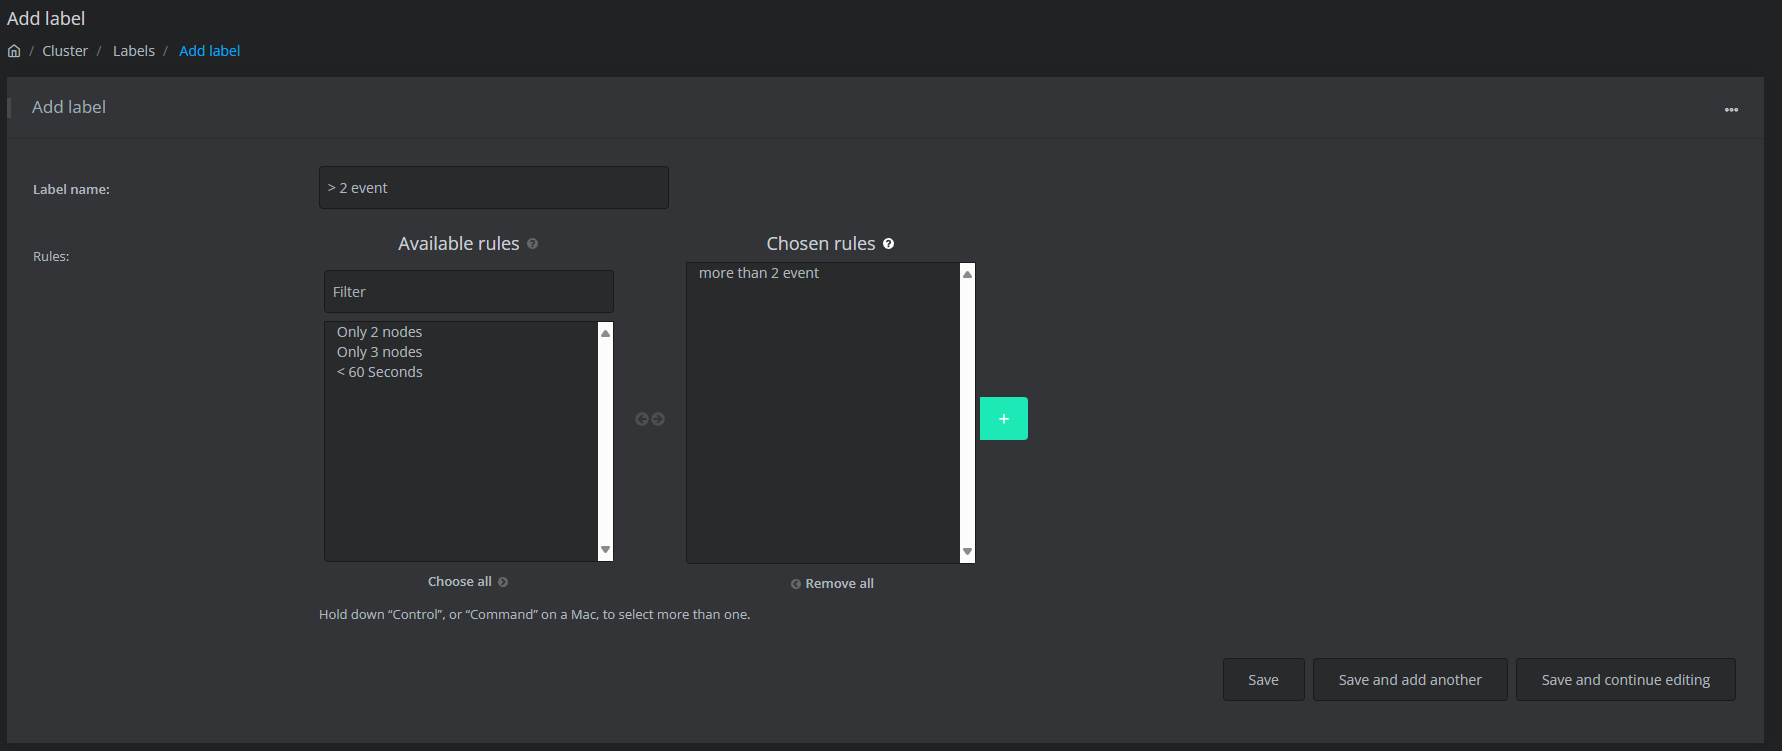 Add label
/ Cluster / Labels / Add label
Add label
Label name:
> 2 event
Rules:
Available rules ?
Filter
Only 2 nodes
Only 3 nodes
< 60 Seconds
Choose all
Chosen rules ?
more than 2 event
Remove all
+
Hold down “Control”, or “Command” on a Mac, to select more than one.
Save
Save and add another
Save and continue editing